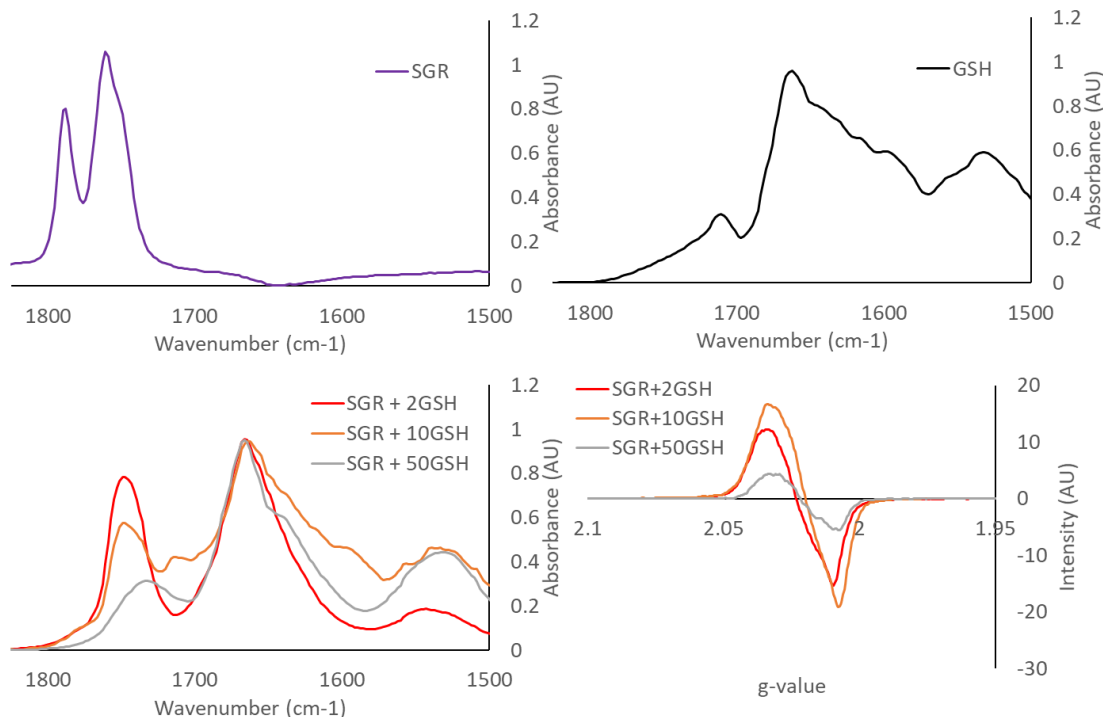 SGR
1.2
1
0.8
0.6
0.4
0.2
0
Absorbance (AU)
1800 1700 1600 1500
Wavenumber (cm-1)
GSH
1.2
1
0.8
0.6
0.4
0.2
0
Absorbance (AU)
1800 1700 1600 1500
Wavenumber (cm-1)
SGR + 2GSH
SGR + 10GSH
SGR + 50GSH
1.2
1
0.8
0.6
0.4
0.2
0
Absorbance (AU)
1800 1700 1600 1500
Wavenumber (cm-1)
SGR+2GSH
SGR+10GSH
SGR+50GSH
20
10
0
-10
-20
-30
Intensity (AU)
2.1 2.05 2 1.95
g-value